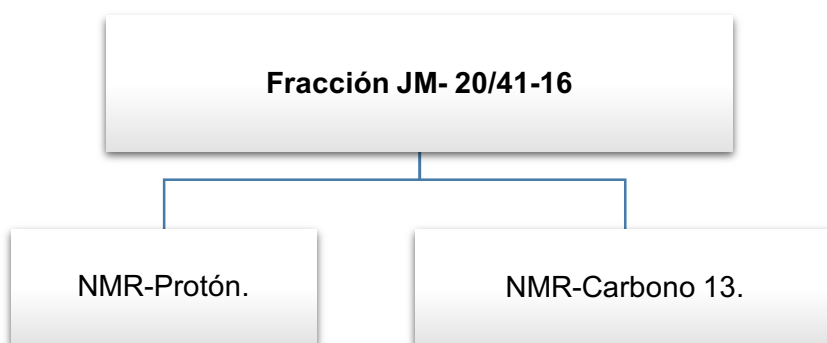 Fracción JM- 20/41-16
NMR-Protón.
NMR-Carbono 13.